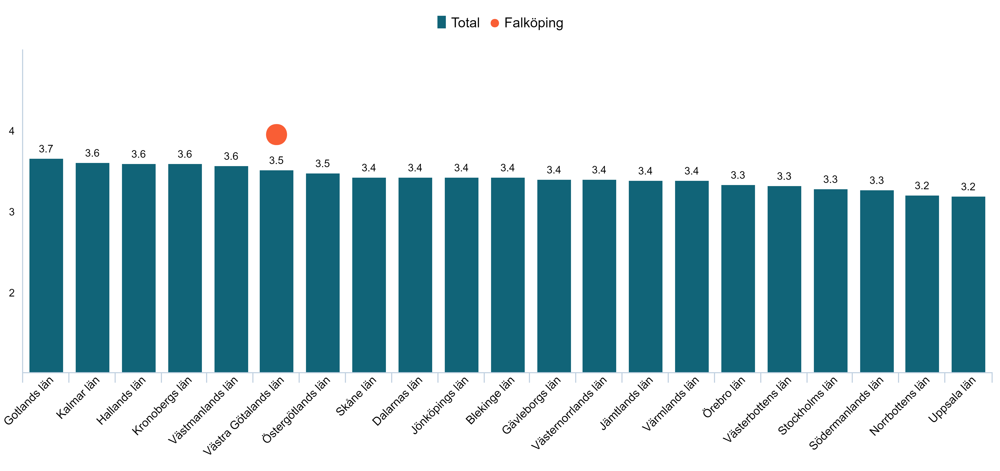 Total Falköping
4
3
2
3.7 3.6 3.6 3.6 3.6 3.5 3.5 3.4 3.4 3.4 3.4 3.4 3.4 3.4 3.4 3.3 3.3 3.3 3.3 3.2 3.2
Gotlands län
Kalmar län
Hallands län
Kronobergs län
Västmanlands län
Västra Götalands län
Östergötlands län
Skåne län
Dalarnas län
Jönköpings län
Blekinge län
Gävleborgs län
Västernorrlands län
Jämtlands län
Värmlands län
Örebro län
Västerbottens län
Stockholms län
Södermanlands län
Norrbottens län
Uppsala län